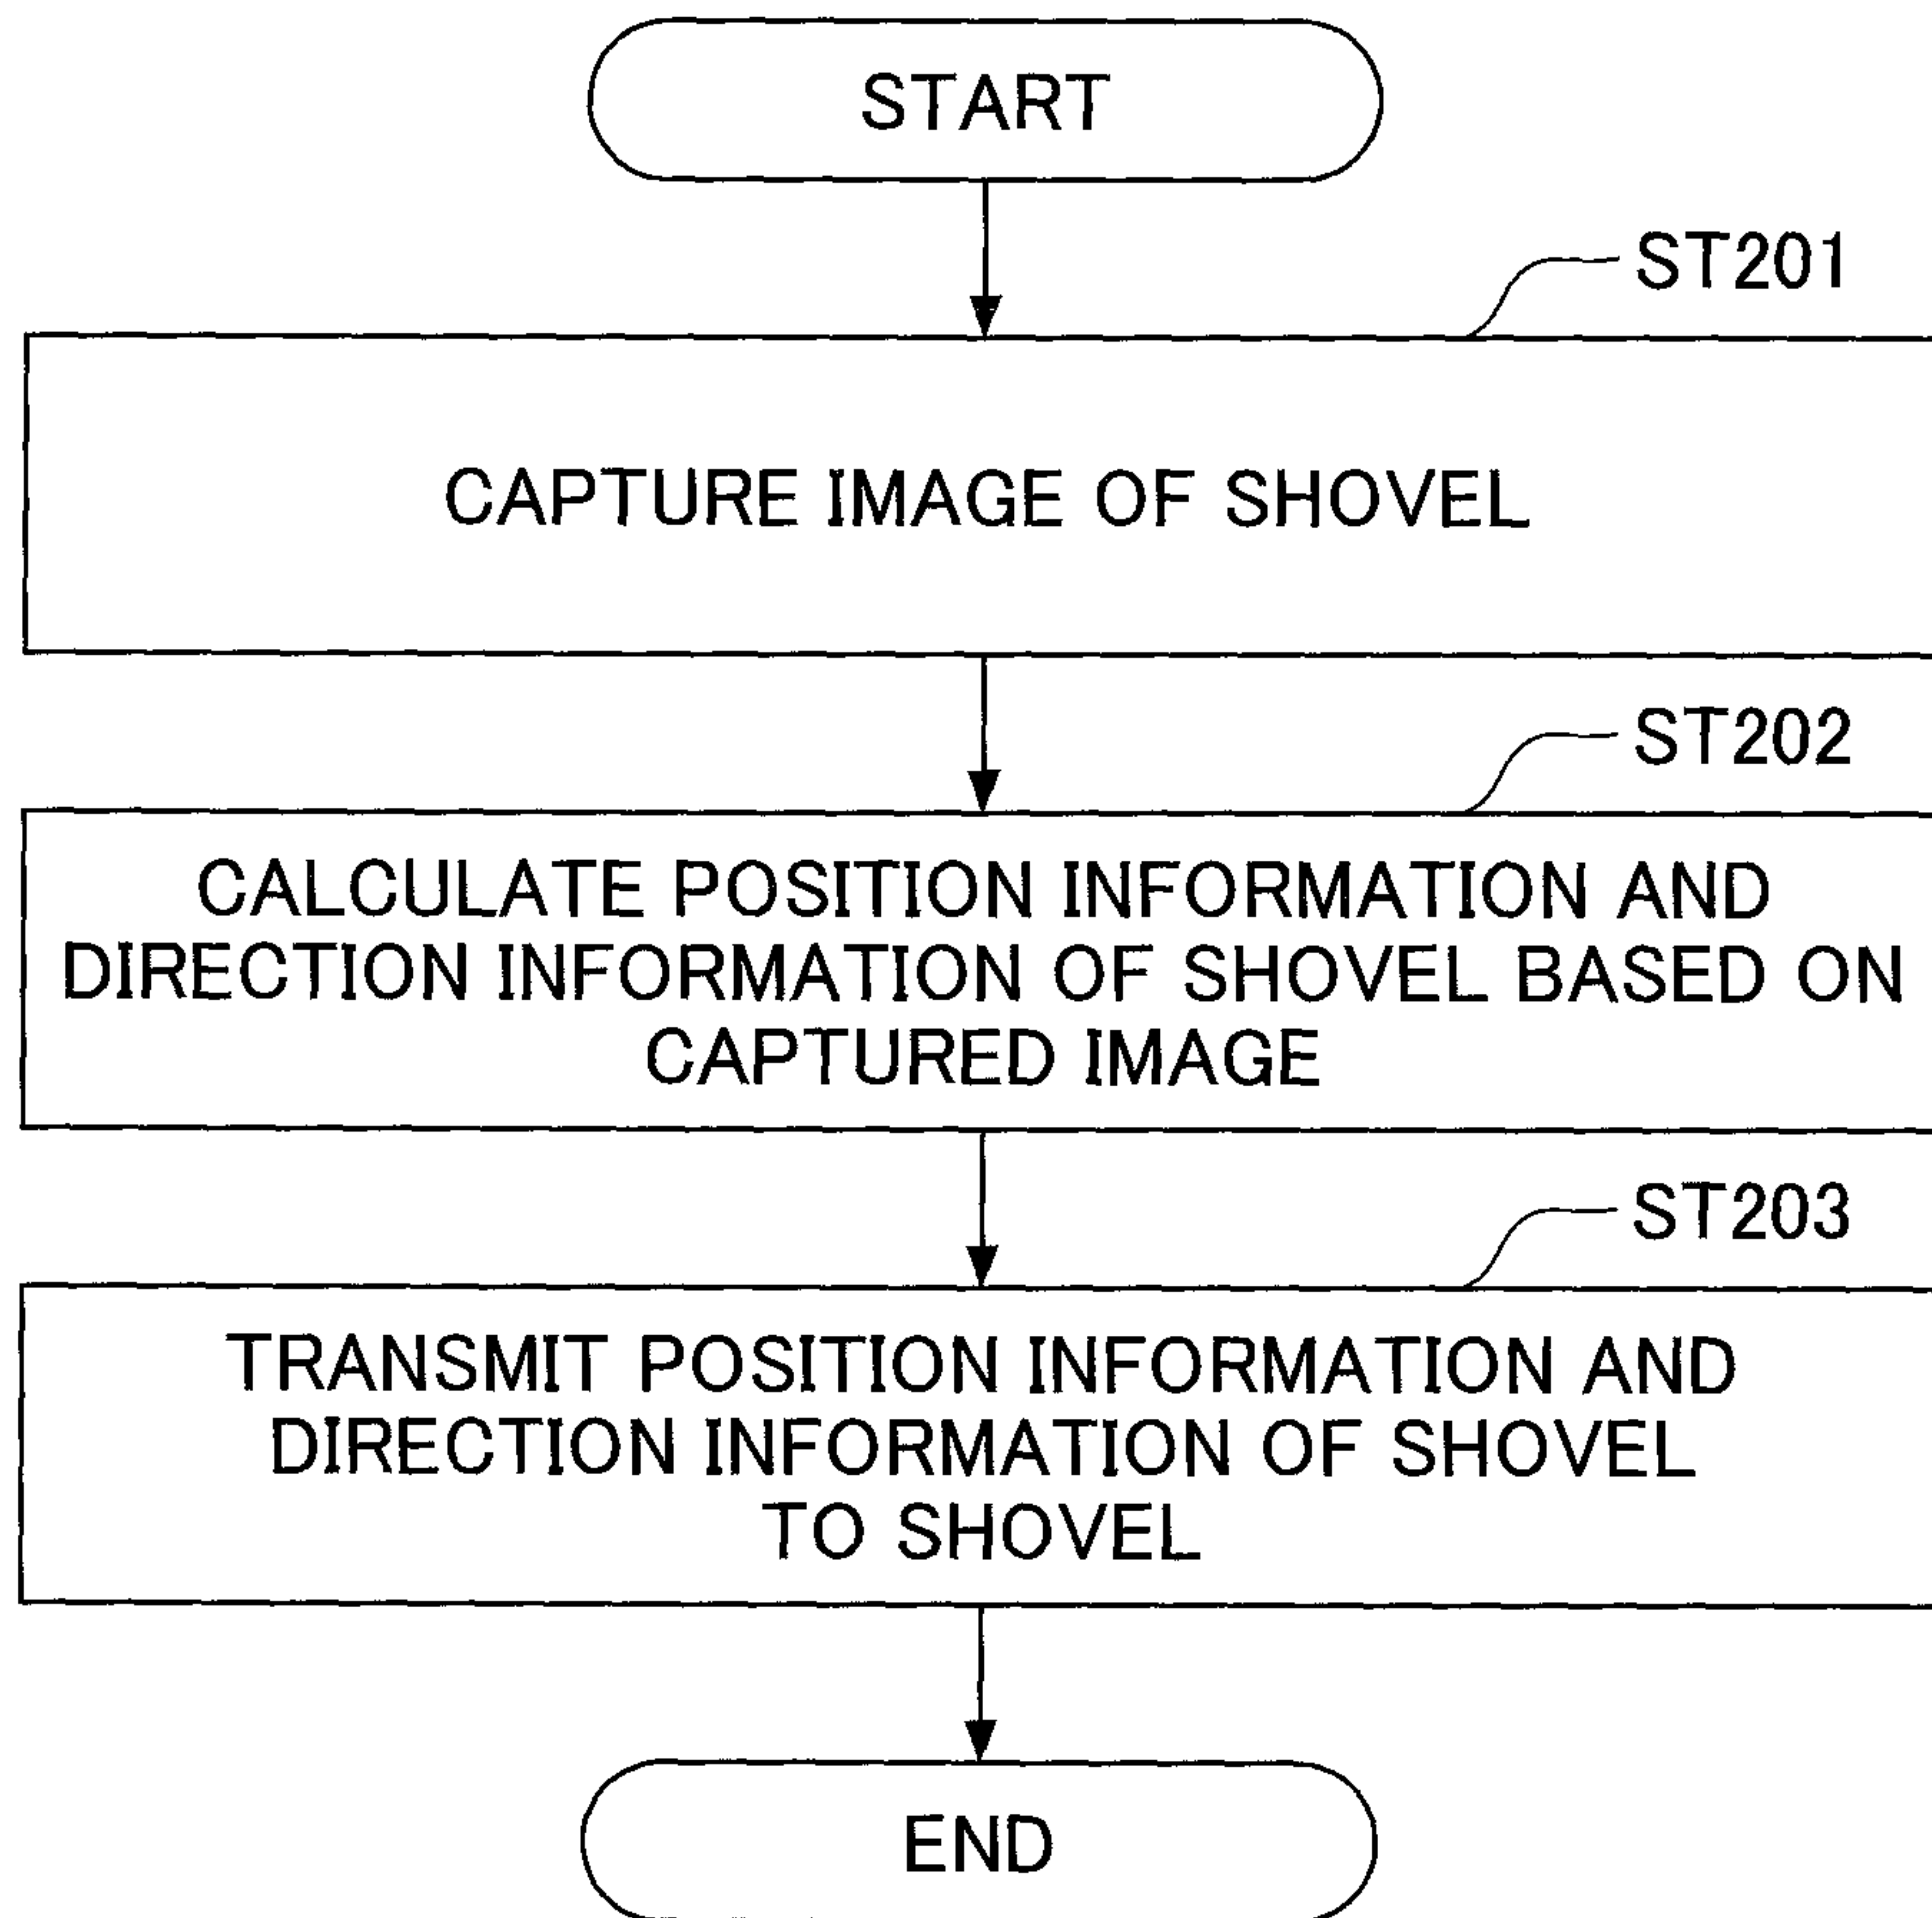 START
ST201
CAPTURE IMAGE OF SHOVEL
ST202
CALCULATE POSITION INFORMATION AND
DIRECTION INFORMATION OF SHOVEL BASED ON
CAPTURED IMAGE
ST203
TRANSMIT POSITION INFORMATION AND
DIRECTION INFORMATION OF SHOVEL
TO SHOVEL
END